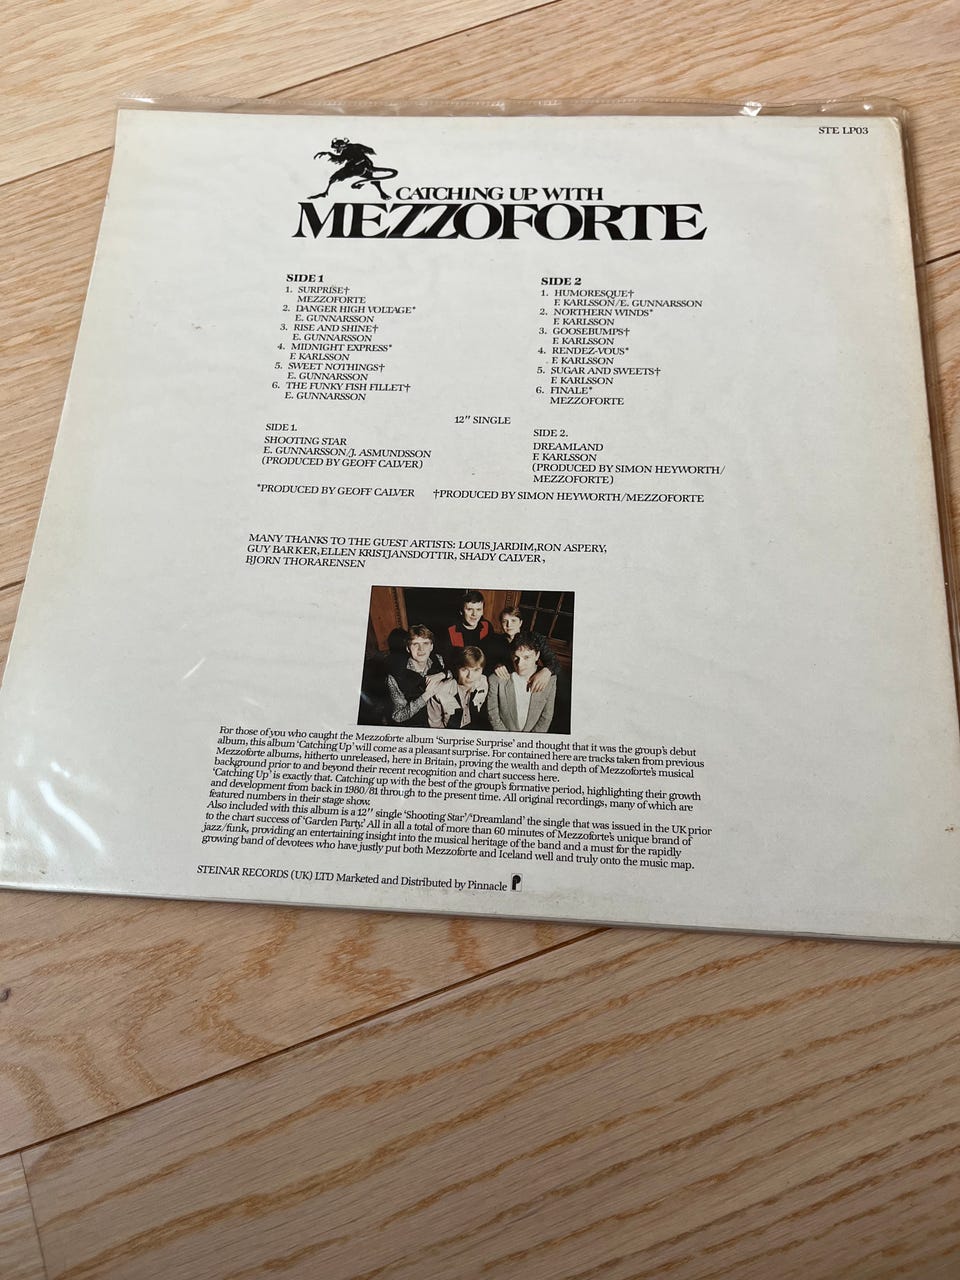 STE LP03
CATCHING UP WITH
MEZZOFORTE
SIDE 1
1. SURPRISE†
MEZZOFORTE
2. DANGER HIGH VOLTAGE*
E. GUNNARSSON
3. RISE AND SHINE†
E. GUNNARSSON
4. MIDNIGHT EXPRESS*
F. KARLSSON
5. SWEET NOTHINGS†
E. GUNNARSSON
6. THE FUNKY FISH FILLET†
E. GUNNARSSON
SIDE 2
1. HUMORESQUE†
F. KARLSSON/E. GUNNARSSON
2. NORTHERN WINDS*
F. KARLSSON
3. GOOSEBUMPS†
F. KARLSSON
4. RENDEZ-VOUS*
F. KARLSSON
5. SUGAR AND SWEETS†
F. KARLSSON
6. FINALE*
MEZZOFORTE
12" SINGLE
SIDE 1.
SHOOTING STAR
E. GUNNARSSON/J. ASMUNDSSON
(PRODUCED BY GEOFF CALVER)
SIDE 2.
DREAMLAND
F. KARLSSON
(PRODUCED BY SIMON HEYWORTH/
MEZZOFORTE)
*PRODUCED BY GEOFF CALVER †PRODUCED BY SIMON HEYWORTH/MEZZOFORTE
MANY THANKS TO THE GUEST ARTISTS: LOUIS JARDIM,RON ASPERY,
GUY BARKER,ELLEN KRISTJANSDOTTIR, SHADY CALVER,
BJORN THORARENSEN
For those of you who caught the Mezzoforte album 'Surprise Surprise' and thought that it was the group's debut
album, this album 'Catching Up' will come as a pleasant surprise. For contained here are tracks taken from previous
Mezzoforte albums, hitherto unreleased, here in Britain, proving the wealth and depth of Mezzoforte's musical
background prior to and beyond their recent recognition and chart success here.
'Catching Up' is exactly that. Catching up with the best of the group's formative period, highlighting their growth
and development from back in 1980/81 through to the present time. All original recordings, many of which are
featured numbers in their stage show.
Also included with this album is a 12" single 'Shooting Star'/'Dreamland' the single that was issued in the UK prior
to the chart success of 'Garden Party.' All in all a total of more than 60 minutes of Mezzoforte's unique brand of
jazz/funk, providing an entertaining insight into the musical heritage of the band and a must for the rapidly
growing band of devotees who have justly put both Mezzoforte and Iceland well and truly onto the music map.
STEINAR RECORDS (UK) LTD Marketed and Distributed by Pinnacle P